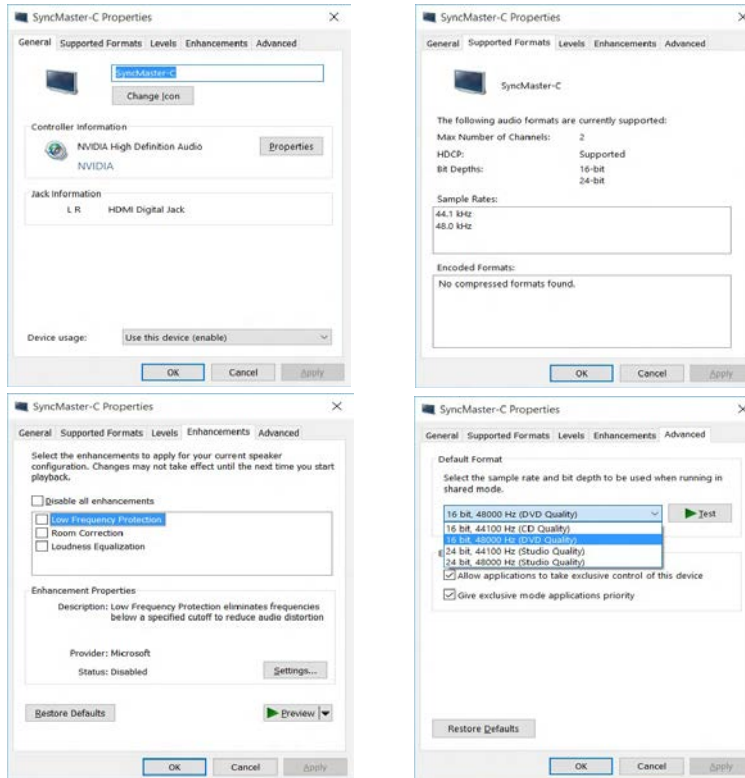 SyncMaster-C Properties
General Supported Formats Levels Enhancements Advanced
SyncMaster-C
Change Icon
Controller Information
NVIDIA High Definition Audio
Properties
NVIDIA
Jack Information
L R HDMI Digital Jack
Device usage:
Use this device (enable)
OK Cancel Apply
SyncMaster-C Properties
General Supported Formats Levels Enhancements Advanced
SyncMaster-C
The following audio formats are currently supported:
Max Number of Channels: 2
HDCP: Supported
Bit Depths: 16-bit
24-bit
Sample Rates:
44.1 kHz
48.0 kHz
Encoded Formats:
No compressed formats found.
OK Cancel Apply
SyncMaster-C Properties
General Supported Formats Levels Enhancements Advanced
Select the enhancements to apply for your current speaker
configuration. Changes may not take effect until the next time you start
playback.
Disable all enhancements
Low Frequency Protection
Room Correction
Loudness Equalization
Enhancement Properties
Description: Low Frequency Protection eliminates frequencies
below a specified cutoff to reduce audio distortion
Provider: Microsoft
Status: Disabled
Settings...
Restore Defaults
Preview
OK Cancel Apply
SyncMaster-C Properties
General Supported Formats Levels Enhancements Advanced
Default Format
Select the sample rate and bit depth to be used when running in
shared mode.
16 bit, 48000 Hz (DVD Quality)
Test
16 bit, 44100 Hz (CD Quality)
16 bit, 48000 Hz (DVD Quality)
24 bit, 44100 Hz (Studio Quality)
24 bit, 48000 Hz (Studio Quality)
Allow applications to take exclusive control of this device
Give exclusive mode applications priority
Restore Defaults
OK Cancel Apply